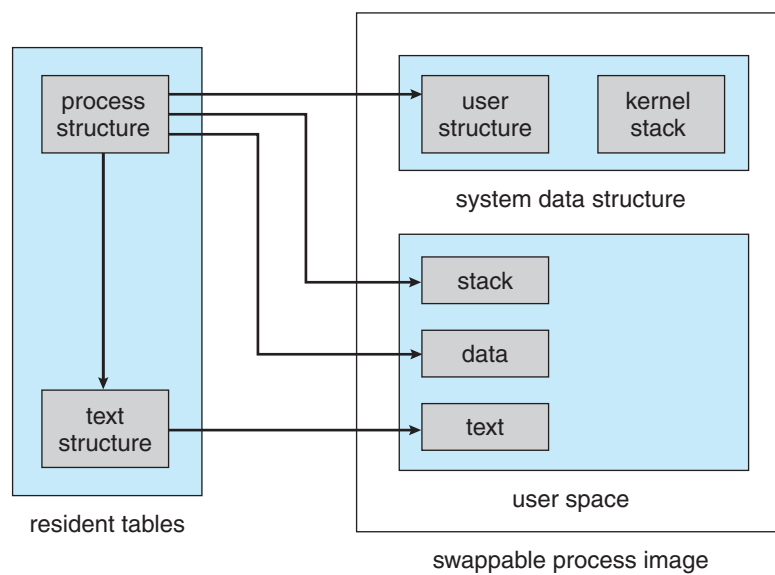 process
structure
text
structure
resident tables
user
structure
kernel
stack
system data structure
stack
data
text
user space
swappable process image